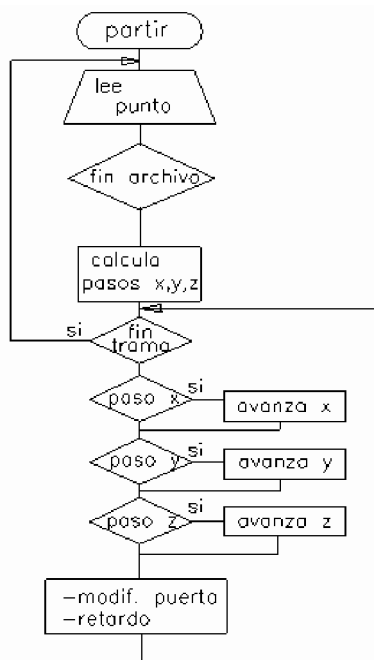 partir
lee
punto
fin archivo
calcula
pasos x,y,z
si
fin
trama
paso x
si
avanza x
paso y
si
avanza y
paso z
si
avanza z
-modif. puerta
-retardo